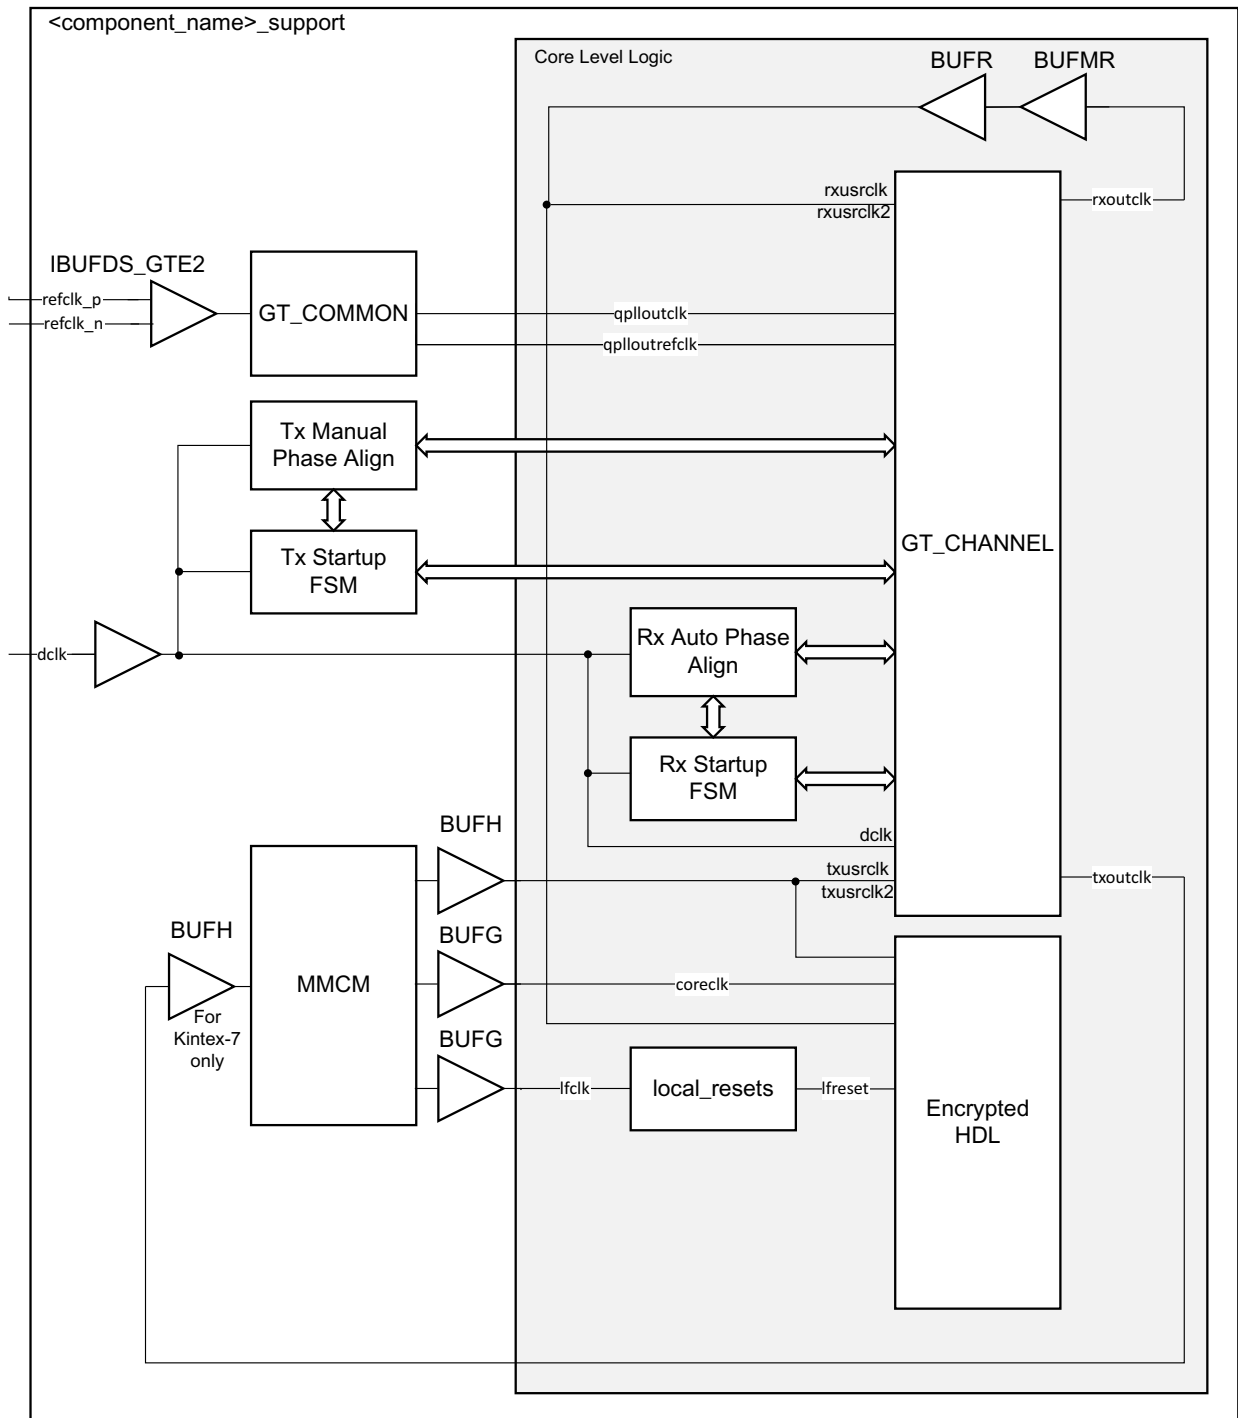 <component_name>_support
Core Level Logic
BUFR
BUFMR
rxusrclk
rxusrclk2
rxoutclk
IBUFDS_GTE2
refclk_p
refclk_n
GT_COMMON
qplloutclk
qplloutrefclk
Tx Manual
Phase Align
Tx Startup
FSM
GT_CHANNEL
dclk
Rx Auto Phase
Align
Rx Startup
FSM
dclk
BUFH
txusrclk
txusrclk2
txoutclk
BUFH
For
Kintex-7
only
MMCM
BUFG
coreclk
BUFG
lfclk
local_resets
lfreset
Encrypted
HDL